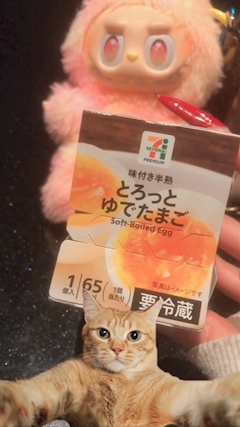 7
SEVEN & i
PREMIUM
味付き半熟
とろっと
ゆでたまご
Soft-Boiled Egg
写真はイメージです
1
個入
65
1個
当たり
要冷蔵